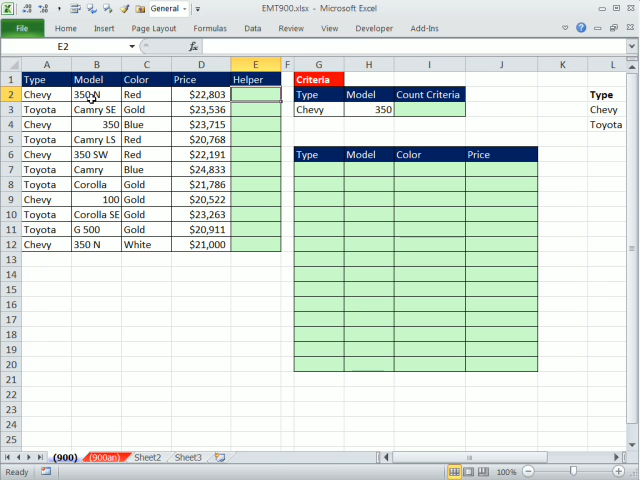 General
EMT900.xlsx - Microsoft Excel
File Home Insert Page Layout Formulas Data Review View Developer Add-Ins
E2 fx
A B C D E F G H I J K L
1 Type Model Color Price Helper Criteria
2 Chevy 350 N Red $22,803 Type Model Count Criteria Type
3 Toyota Camry SE Gold $23,536 Chevy 350 Chevy
4 Chevy 350 Blue $23,715 Toyota
5 Toyota Camry LS Red $20,768
6 Chevy 350 SW Red $22,191 Type Model Color Price
7 Toyota Camry Blue $24,833
8 Toyota Corolla Gold $21,786
9 Chevy 100 Gold $20,522
10 Toyota Corolla SE Gold $23,263
11 Toyota G 500 Gold $20,911
12 Chevy 350 N White $21,000
13
14
15
16
17
18
19
20
21
22
23
24
25
(900) (900an) Sheet2 Sheet3
Ready 100%